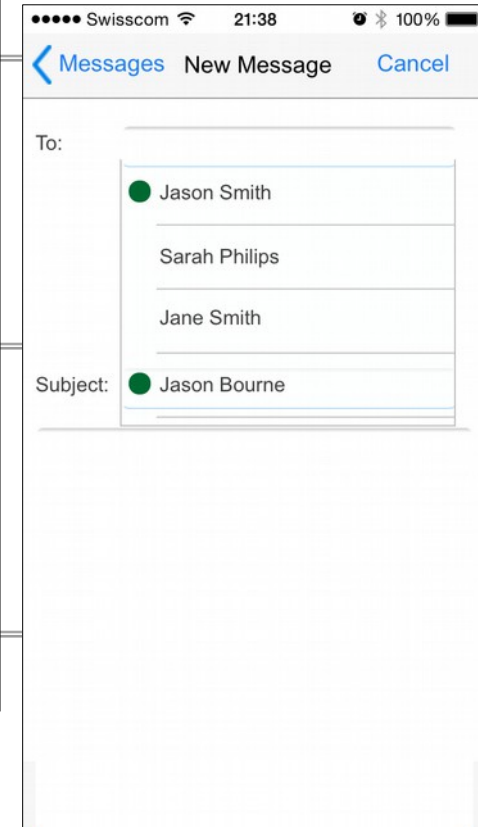 Swisscom 21:38 100%
Messages New Message Cancel
To:
Jason Smith
Sarah Philips
Jane Smith
Subject: Jason Bourne